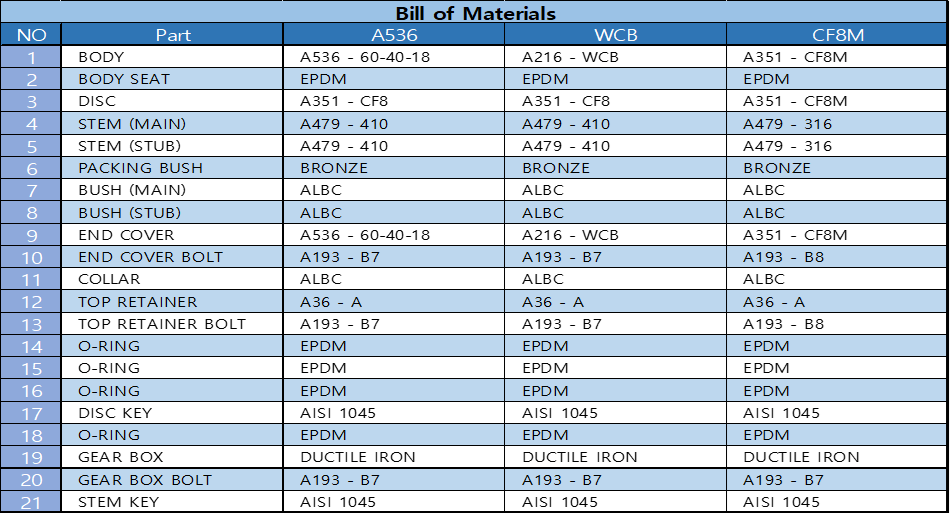 Bill of Materials
NO Part A536 WCB CF8M
1 BODY A536 - 60-40-18 A216 - WCB A351 - CF8M
2 BODY SEAT EPDM EPDM EPDM
3 DISC A351 - CF8 A351 - CF8 A351 - CF8M
4 STEM (MAIN) A479 - 410 A479 - 410 A479 - 316
5 STEM (STUB) A479 - 410 A479 - 410 A479 - 316
6 PACKING BUSH BRONZE BRONZE BRONZE
7 BUSH (MAIN) ALBC ALBC ALBC
8 BUSH (STUB) ALBC ALBC ALBC
9 END COVER A536 - 60-40-18 A216 - WCB A351 - CF8M
10 END COVER BOLT A193 - B7 A193 - B7 A193 - B8
11 COLLAR ALBC ALBC ALBC
12 TOP RETAINER A36 - A A36 - A A36 - A
13 TOP RETAINER BOLT A193 - B7 A193 - B7 A193 - B8
14 O-RING EPDM EPDM EPDM
15 O-RING EPDM EPDM EPDM
16 O-RING EPDM EPDM EPDM
17 DISC KEY AISI 1045 AISI 1045 AISI 1045
18 O-RING EPDM EPDM EPDM
19 GEAR BOX DUCTILE IRON DUCTILE IRON DUCTILE IRON
20 GEAR BOX BOLT A193 - B7 A193 - B7 A193 - B7
21 STEM KEY AISI 1045 AISI 1045 AISI 1045